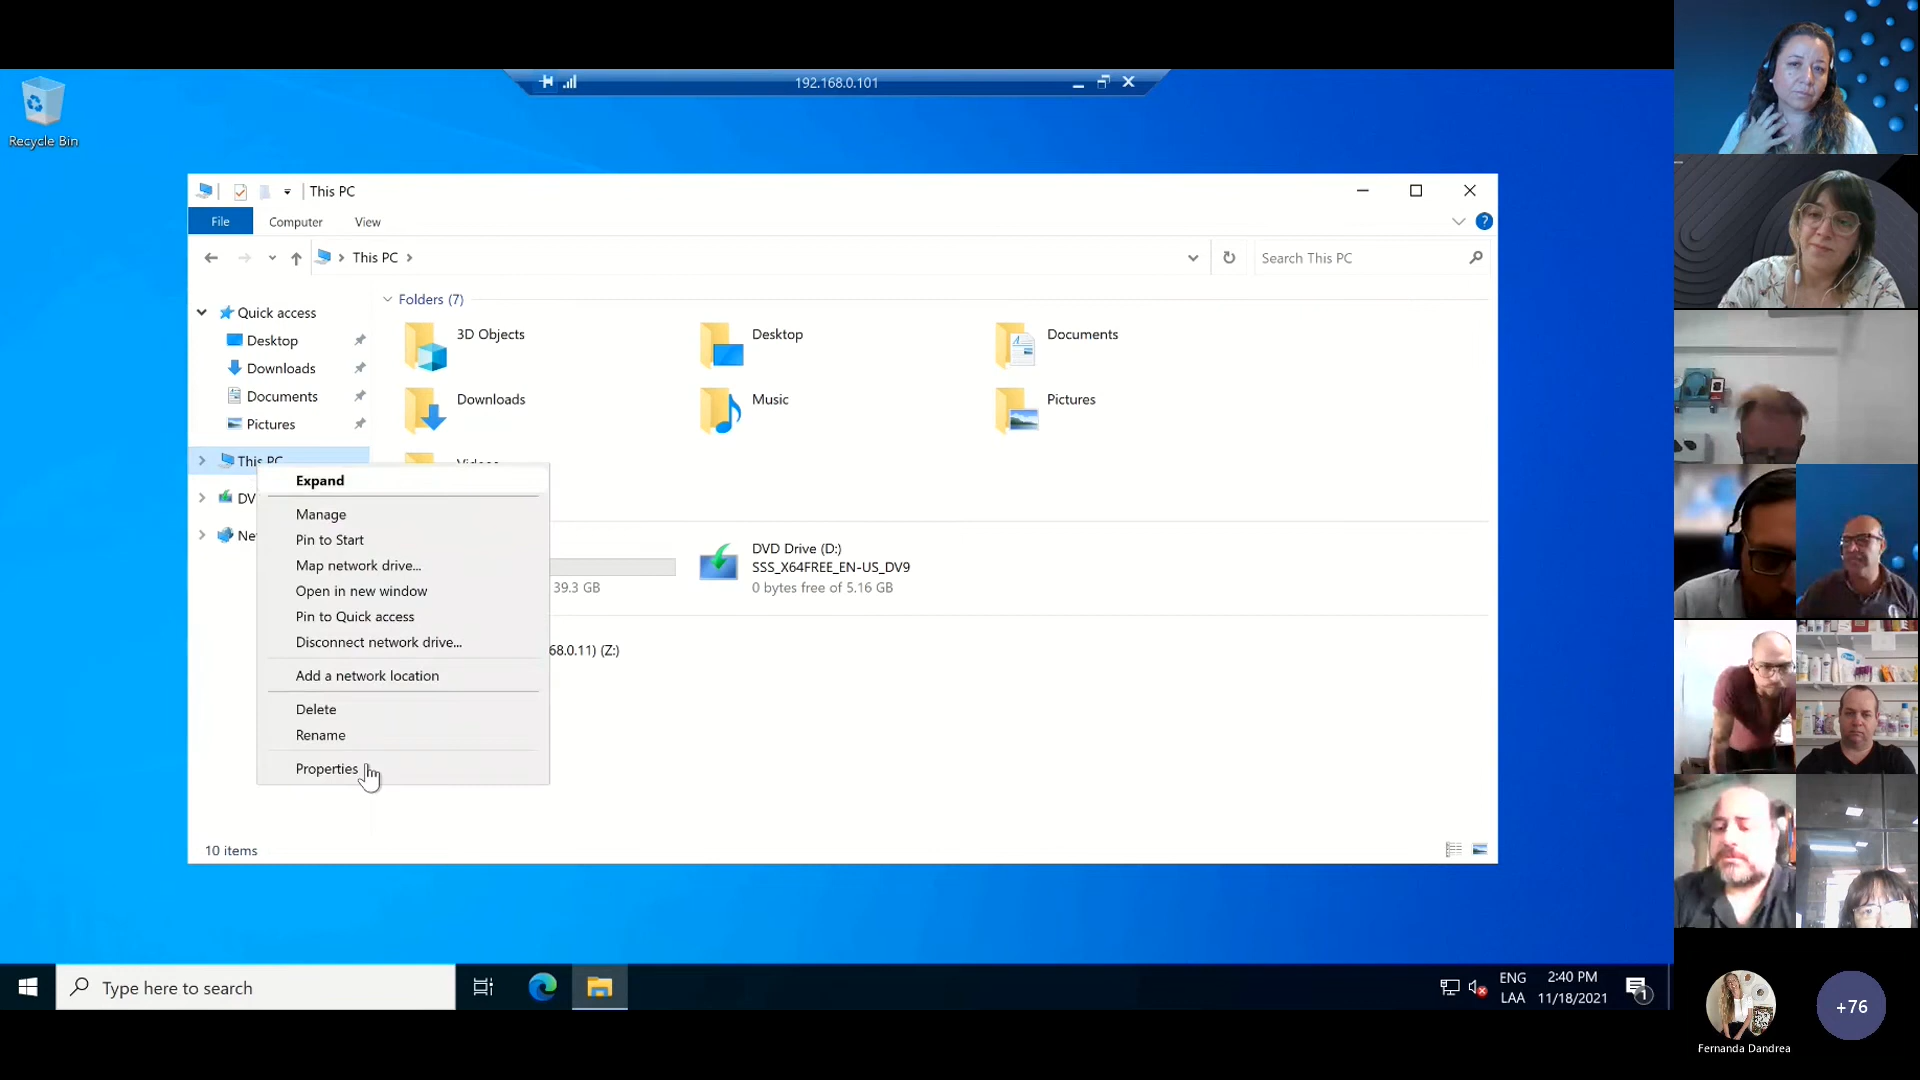 192.168.0.101
Recycle Bin
This PC
File
Computer
View
This PC
Search This PC
Quick access
Desktop
Downloads
Documents
Pictures
This PC
DV
Ne
Folders (7)
3D Objects
Desktop
Documents
Downloads
Music
Pictures
Videos
Expand
Manage
Pin to Start
Map network drive...
Open in new window
Pin to Quick access
Disconnect network drive...
Add a network location
Delete
Rename
Properties
39.3 GB
DVD Drive (D:)
SSS_X64FREE_EN-US_DV9
0 bytes free of 5.16 GB
68.0.11) (Z:)
10 items
Type here to search
ENG
LAA
2:40 PM
11/18/2021
1
+76
Fernanda Dandrea